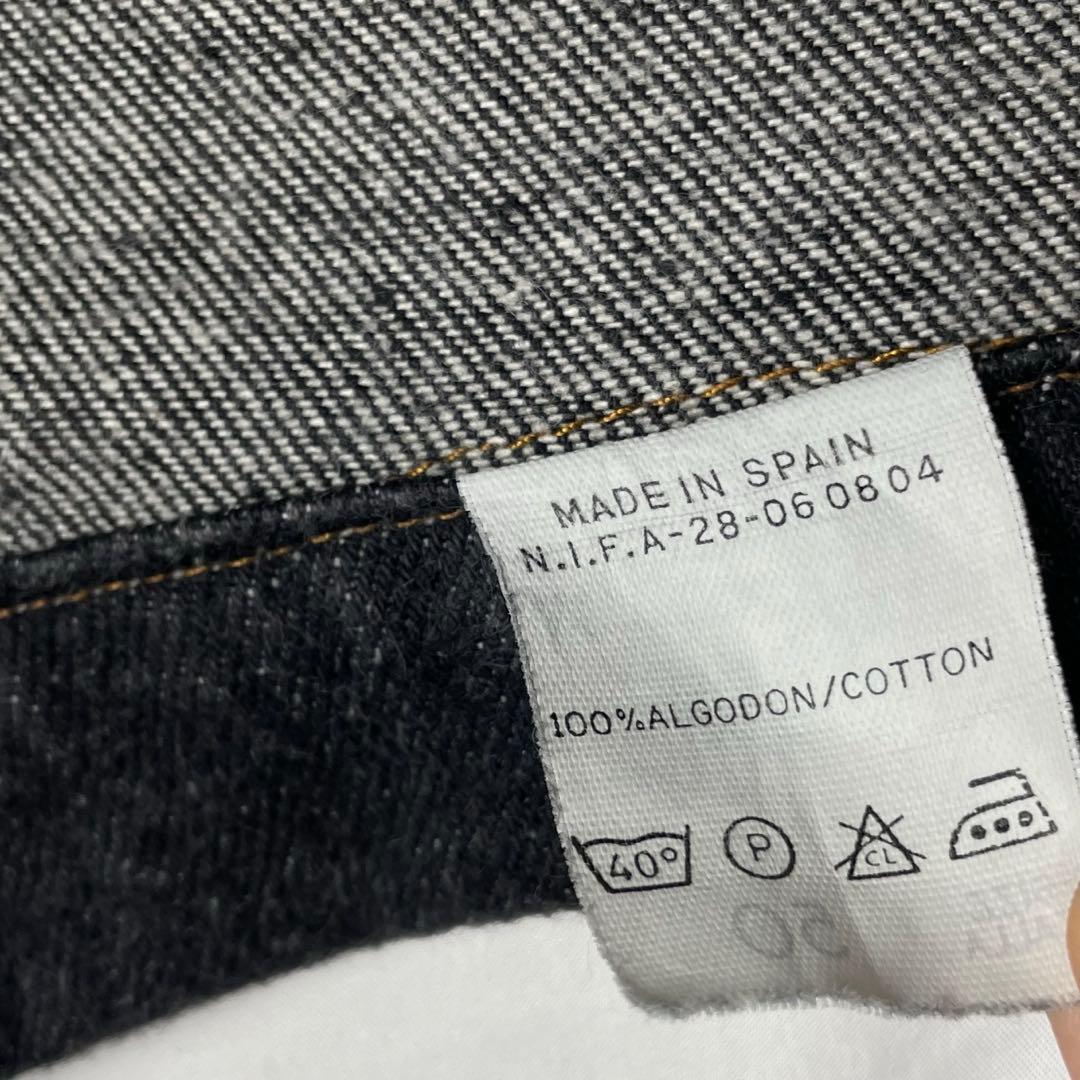 MADE IN SPAIN
N.I.F.A-28-060804
100%ALGODON/COTTON
40° P CL